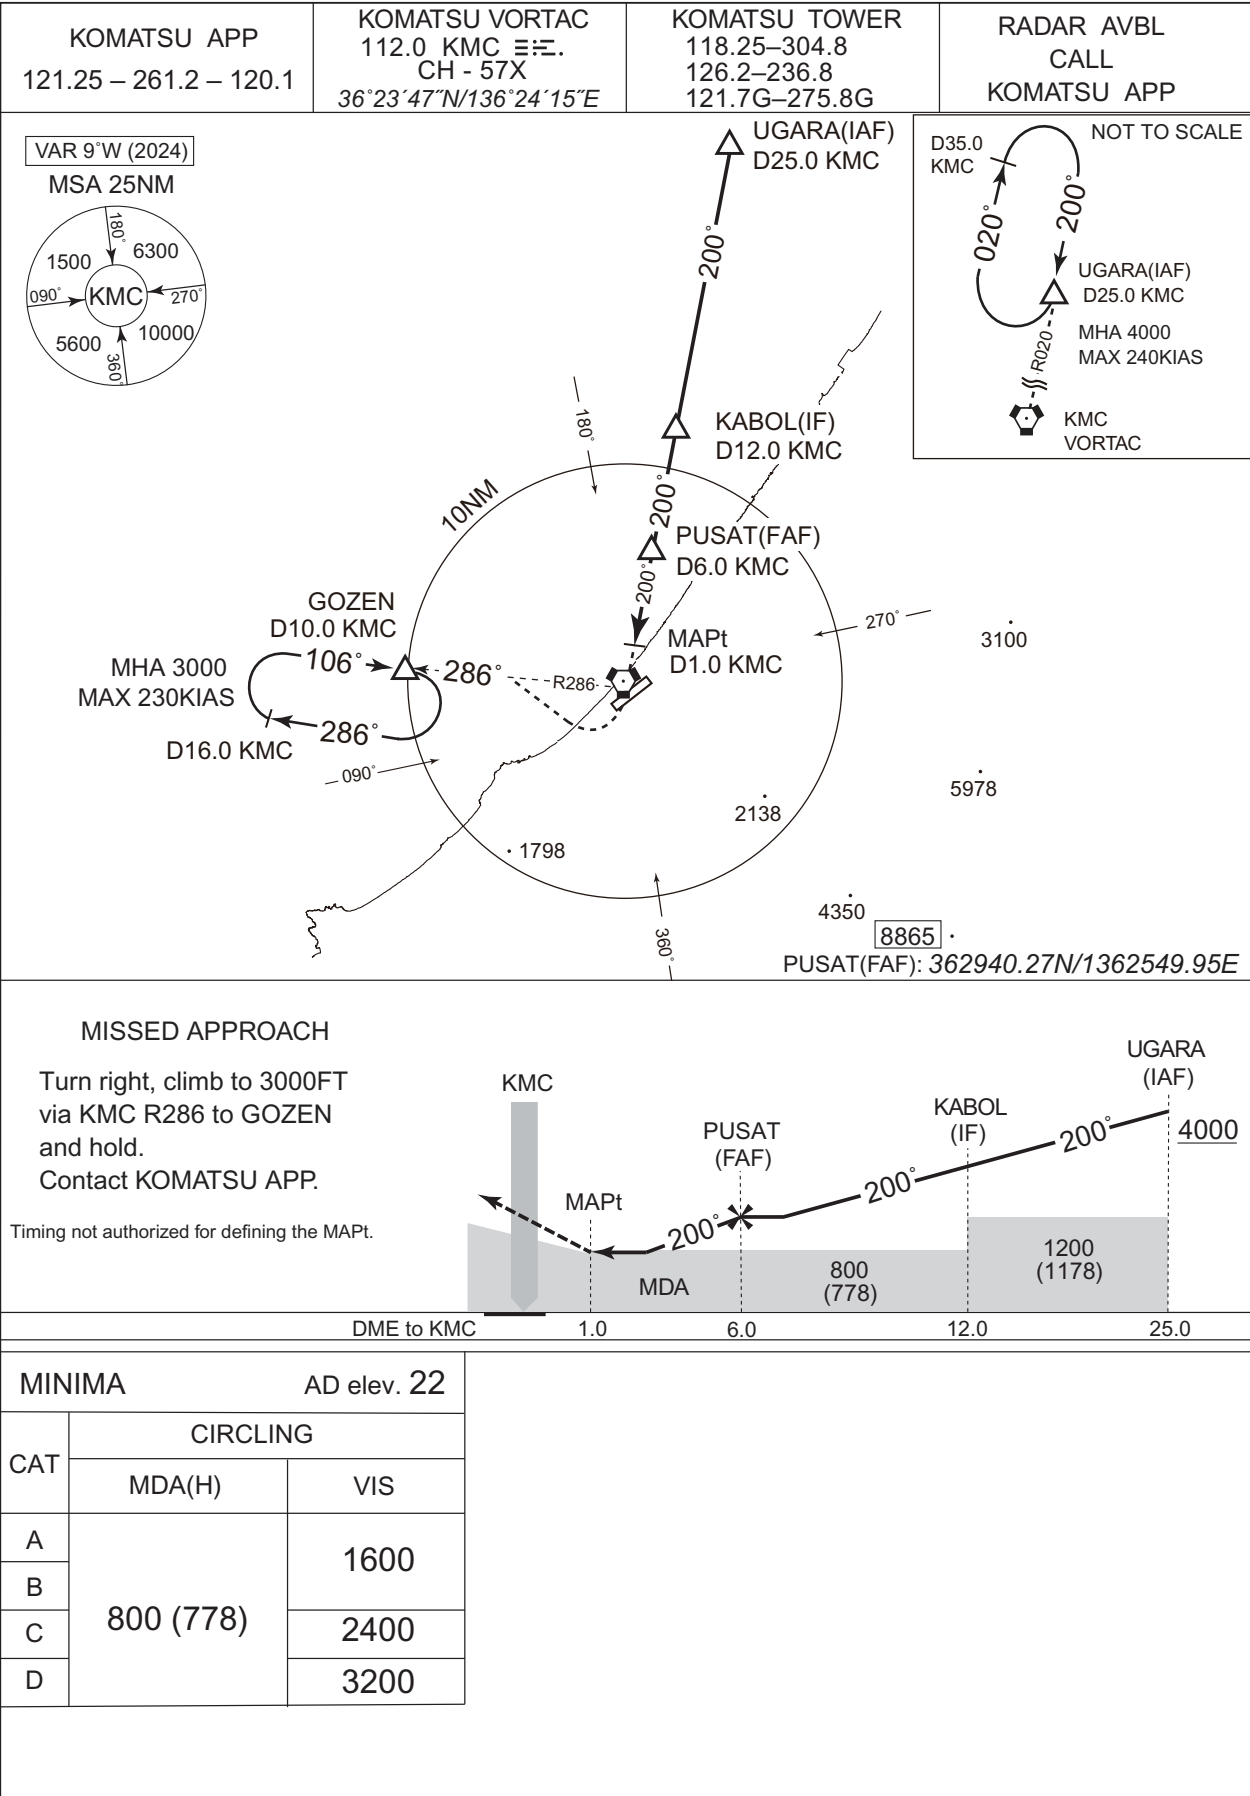 KOMATSU APP
121.25 – 261.2 – 120.1
KOMATSU VORTAC
112.0 KMC
CH - 57X
36°23´47˝N/136°24´15˝E
KOMATSU TOWER
118.25–304.8
126.2–236.8
121.7G–275.8G
RADAR AVBL
CALL
KOMATSU APP
VAR 9°W (2024)
MSA 25NM
180°
1500
6300
090°
KMC
270°
5600
10000
360°
UGARA(IAF)
D25.0 KMC
200°
NOT TO SCALE
D35.0
KMC
020°
200°
UGARA(IAF)
D25.0 KMC
MHA 4000
MAX 240KIAS
R020
KMC
VORTAC
180°
KABOL(IF)
D12.0 KMC
10NM
200°
PUSAT(FAF)
D6.0 KMC
200°
GOZEN
D10.0 KMC
270°
3100
MAPt
D1.0 KMC
MHA 3000
MAX 230KIAS
106°
286°
R286
286°
D16.0 KMC
090°
5978
2138
1798
4350
8865
360°
PUSAT(FAF): 362940.27N/1362549.95E
MISSED APPROACH
Turn right, climb to 3000FT
via KMC R286 to GOZEN
and hold.
Contact KOMATSU APP.
Timing not authorized for defining the MAPt.
KMC
MAPt
PUSAT
(FAF)
KABOL
(IF)
UGARA
(IAF)
4000
200°
200°
200°
MDA
800
(778)
1200
(1178)
DME to KMC 1.0 6.0 12.0 25.0
MINIMA AD elev. 22
CAT
CIRCLING
MDA(H) VIS
A
B
C
D
800 (778)
1600
2400
3200